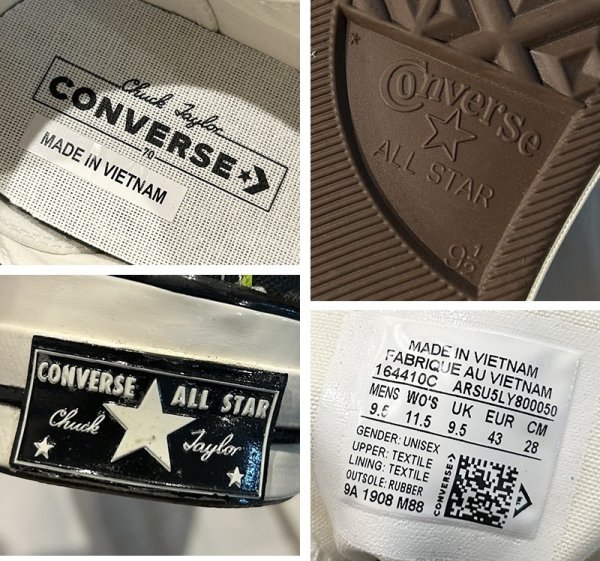 Chuck Taylor
CONVERSE
70
MADE IN VIETNAM
Converse
ALL STAR
9 1/2
CONVERSE ALL STAR
Chuck Taylor
MADE IN VIETNAM
FABRIQUE AU VIETNAM
164410C ARSU5LY800050
MENS WO'S UK EUR CM
9.5 11.5 9.5 43 28
GENDER: UNISEX
UPPER: TEXTILE
LINING: TEXTILE
OUTSOLE: RUBBER
9A 1908 M88
CONVERSE